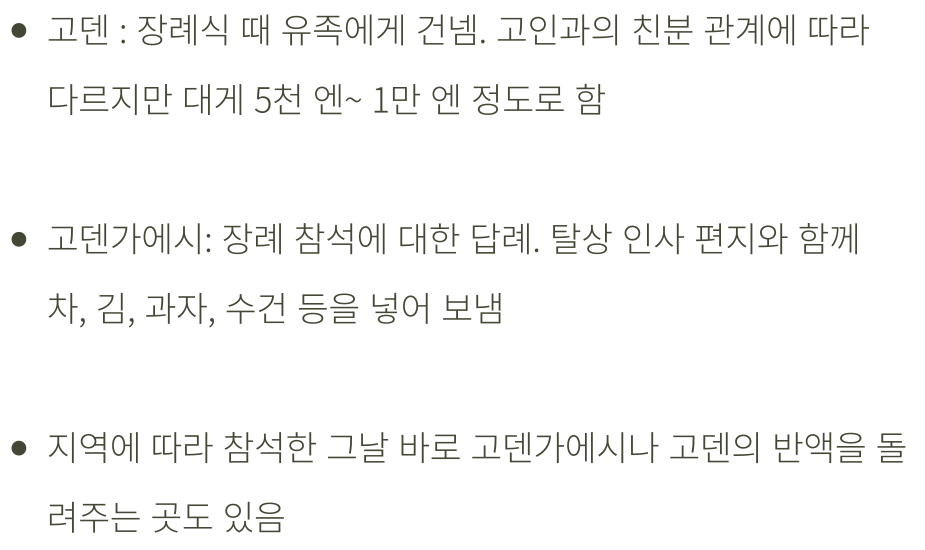 ● 고덴 : 장례식 때 유족에게 건넴. 고인과의 친분 관계에 따라
다르지만 대게 5천 엔~ 1만 엔 정도로 함
● 고덴가에시: 장례 참석에 대한 답례. 탈상 인사 편지와 함께
차, 김, 과자, 수건 등을 넣어 보냄
● 지역에 따라 참석한 그날 바로 고덴가에시나 고덴의 반액을 돌
려주는 곳도 있음